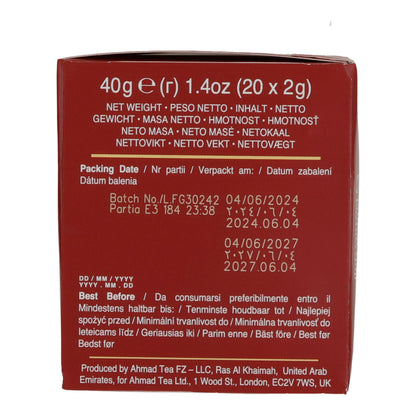 40g ℮ (r) 1.4oz (20 x 2g)
NET WEIGHT • PESO NETTO • INHALT • NETTO
GEWICHT • MASA NETTO • HMOTNOST • HMOTNOSŤ
NETO MASA • NETO MASĖ • NETOKAAL
NETTOVIKT • NETTO VEKT • NETTOVÆGT
Packing Date / Nr partii / Verpackt am: / Datum zabalení
Dátum balenia
Batch No./L.FG30242 04/06/2024
Partia E3 184 23:38 ٢٠٢٤/٠٦/٠٤
2024.06.04
04/06/2027
٢٠٢٧/٠٦/٠٤
2027.06.04
DD / MM / YYYY
YYYY . MM . DD
Best Before / Da consumarsi preferibilmente entro il
Mindestens haltbar bis: / Tenminste houdbaar tot / Najlepiej
spożyć przed / Minimální trvanlivost do / Minimálna trvanlivosť do
leteicams līdz / Geriausias iki / Parim enne / Bäst före / Best før
Bedst før
Produced by Ahmad Tea FZ – LLC, Ras Al Khaimah, United Arab
Emirates, for Ahmad Tea Ltd., 1 Wood St., London, EC2V 7WS, UK